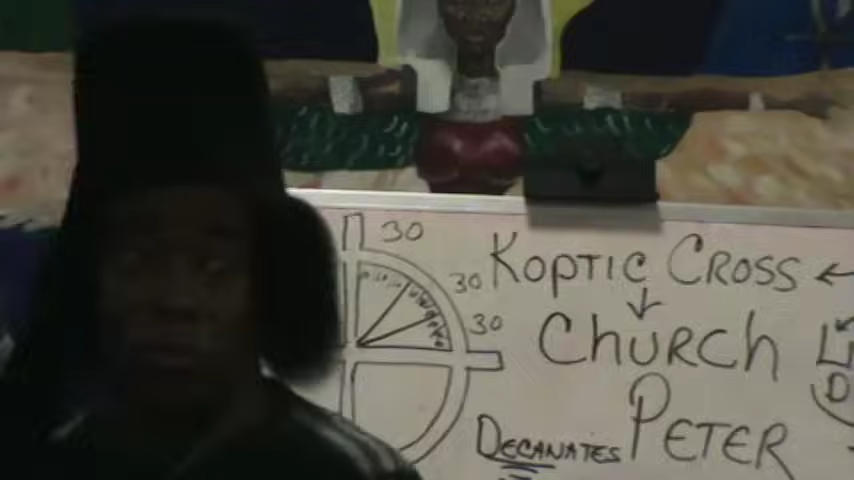 30
30
30
KOPTIC CROSS ←
↓
CHURCH
PETER
DECANATES